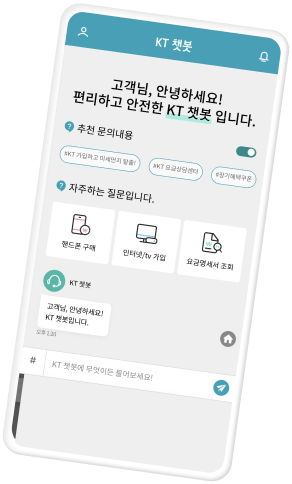 KT 챗봇
고객님, 안녕하세요!
편리하고 안전한 KT 챗봇 입니다.
추천 문의내용
#KT 가입하고 미세먼지 탈출! #KT 요금상담센터 #장기혜택쿠폰
자주하는 질문입니다.
핸드폰 구매 인터넷/tv 가입 요금명세서 조회
KT 챗봇
고객님, 안녕하세요!
KT 챗봇입니다.
# KT 챗봇에 무엇이든 물어보세요!